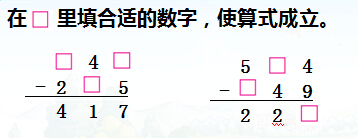 在 □ 里填合适的数字，使算式成立。
□ 4 □ 5 □ 4
- 2 □ 5 - □ 4 9
4 1 7 2 2 □